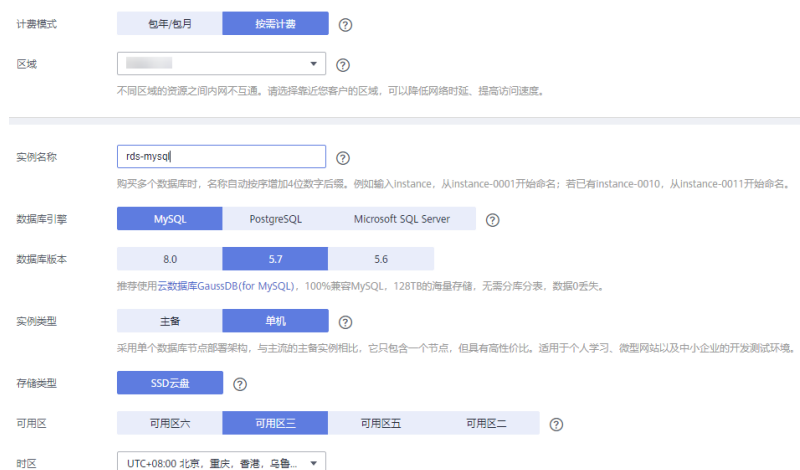 计费模式 包年/包月 按需计费 ?
区域 ?
不同区域的资源之间内网不互通。请选择靠近您客户的区域，可以降低网络时延、提高访问速度。
实例名称 rds-mysql ?
购买多个数据库时，名称自动按序增加4位数字后缀。例如输入instance，从instance-0001开始命名；若已有instance-0010，从instance-0011开始命名。
数据库引擎 MySQL PostgreSQL Microsoft SQL Server ?
数据库版本 8.0 5.7 5.6
推荐使用云数据库GaussDB(for MySQL)，100%兼容MySQL，128TB的海量存储，无需分库分表，数据0丢失。
实例类型 主备 单机 ?
采用单个数据库节点部署架构，与主流的主备实例相比，它只包含一个节点，但具有高性价比。适用于个人学习、微型网站以及中小企业的开发测试环境。
存储类型 SSD云盘 ?
可用区 可用区六 可用区三 可用区五 可用区二 ?
时区 UTC+08:00 北京，重庆，香港，乌鲁...